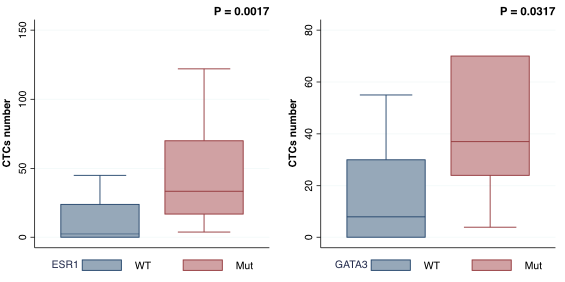 P = 0.0017
CTCs number
150
100
50
0
ESR1 WT Mut
P = 0.0317
CTCs number
80
60
40
20
0
GATA3 WT Mut